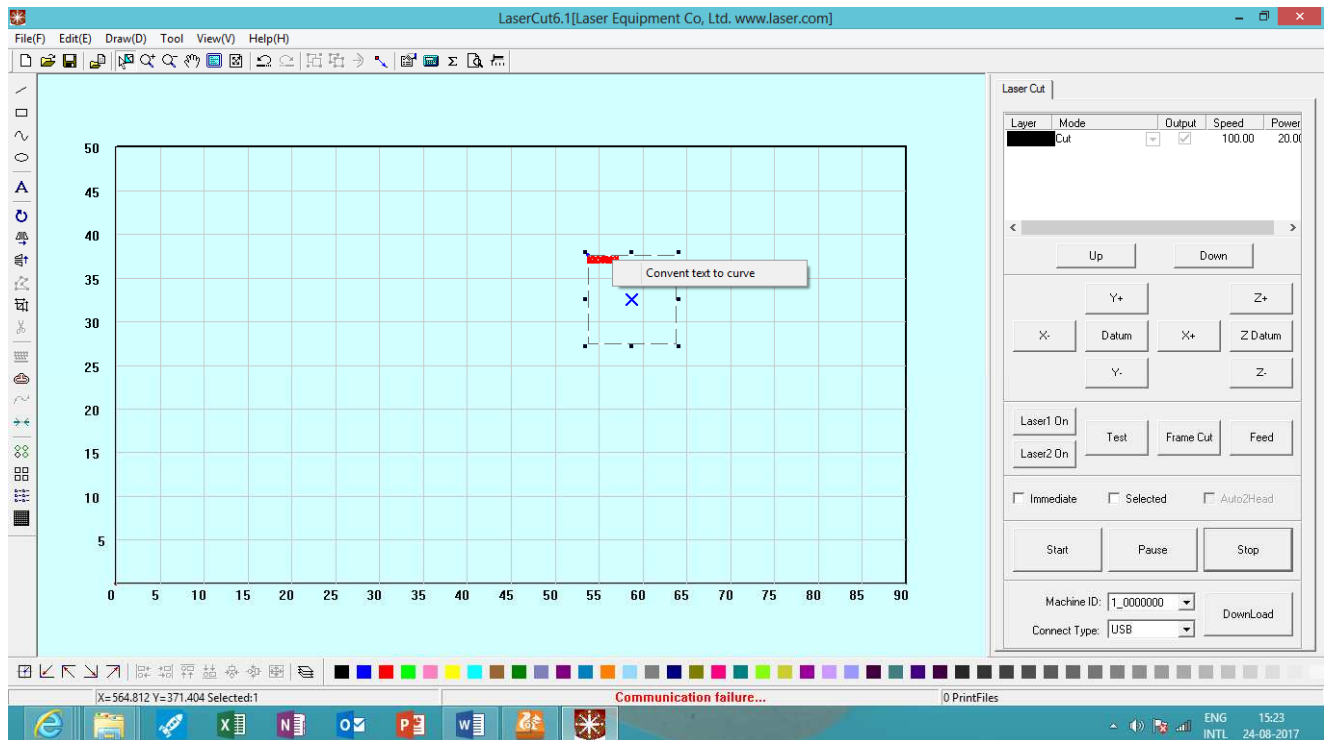 LaserCut6.1[Laser Equipment Co, Ltd. www.laser.com]
File(F) Edit(E) Draw(D) Tool View(V) Help(H)
Laser Cut
Layer Mode Output Speed Power
Cut 100.00 20.00
50
45
40
35
30
25
20
15
10
5
0 5 10 15 20 25 30 35 40 45 50 55 60 65 70 75 80 85 90
Convent text to curve
Up Down
Y+ Z+
X- Datum X+ Z Datum
Y- Z-
Laser1 On
Laser2 On
Test Frame Cut Feed
Immediate Selected Auto2Head
Start Pause Stop
Machine ID: 1_0000000
Connect Type: USB
DownLoad
X=564.812 Y=371.404 Selected:1 Communication failure... 0 PrintFiles
ENG 15:23
INTL 24-08-2017